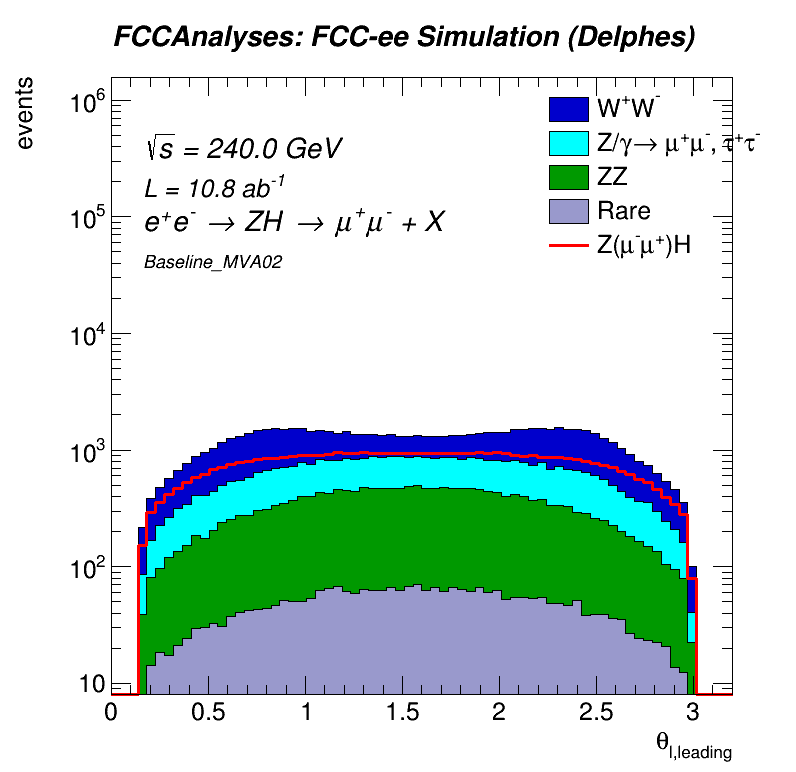 FCCAnalyses: FCC-ee Simulation (Delphes)
events
10⁶
10⁵
10⁴
10³
10²
10
√s = 240.0 GeV
L = 10.8 ab⁻¹
e⁺e⁻ → ZH → μ⁺μ⁻ + X
Baseline_MVA02
W⁺W⁻
Z/γ→ μ⁺μ⁻, τ⁺τ⁻
ZZ
Rare
Z(μ⁻μ⁺)H
0 0.5 1 1.5 2 2.5 3
θ_l,leading